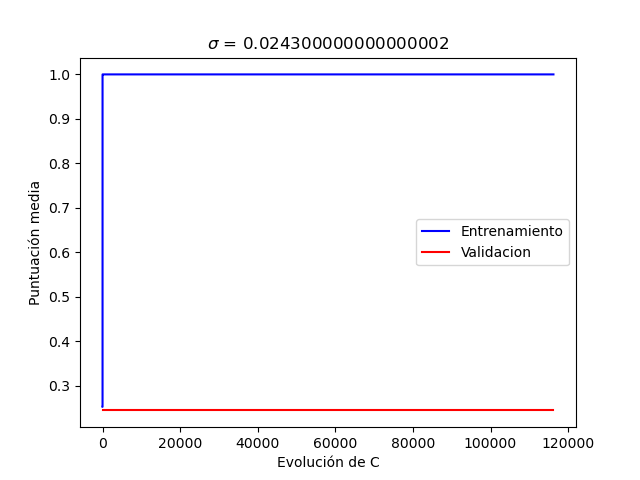 σ = 0.024300000000000002
Puntuación media
1.0
0.9
0.8
0.7
0.6
0.5
0.4
0.3
Entrenamiento
Validacion
0 20000 40000 60000 80000 100000 120000
Evolución de C